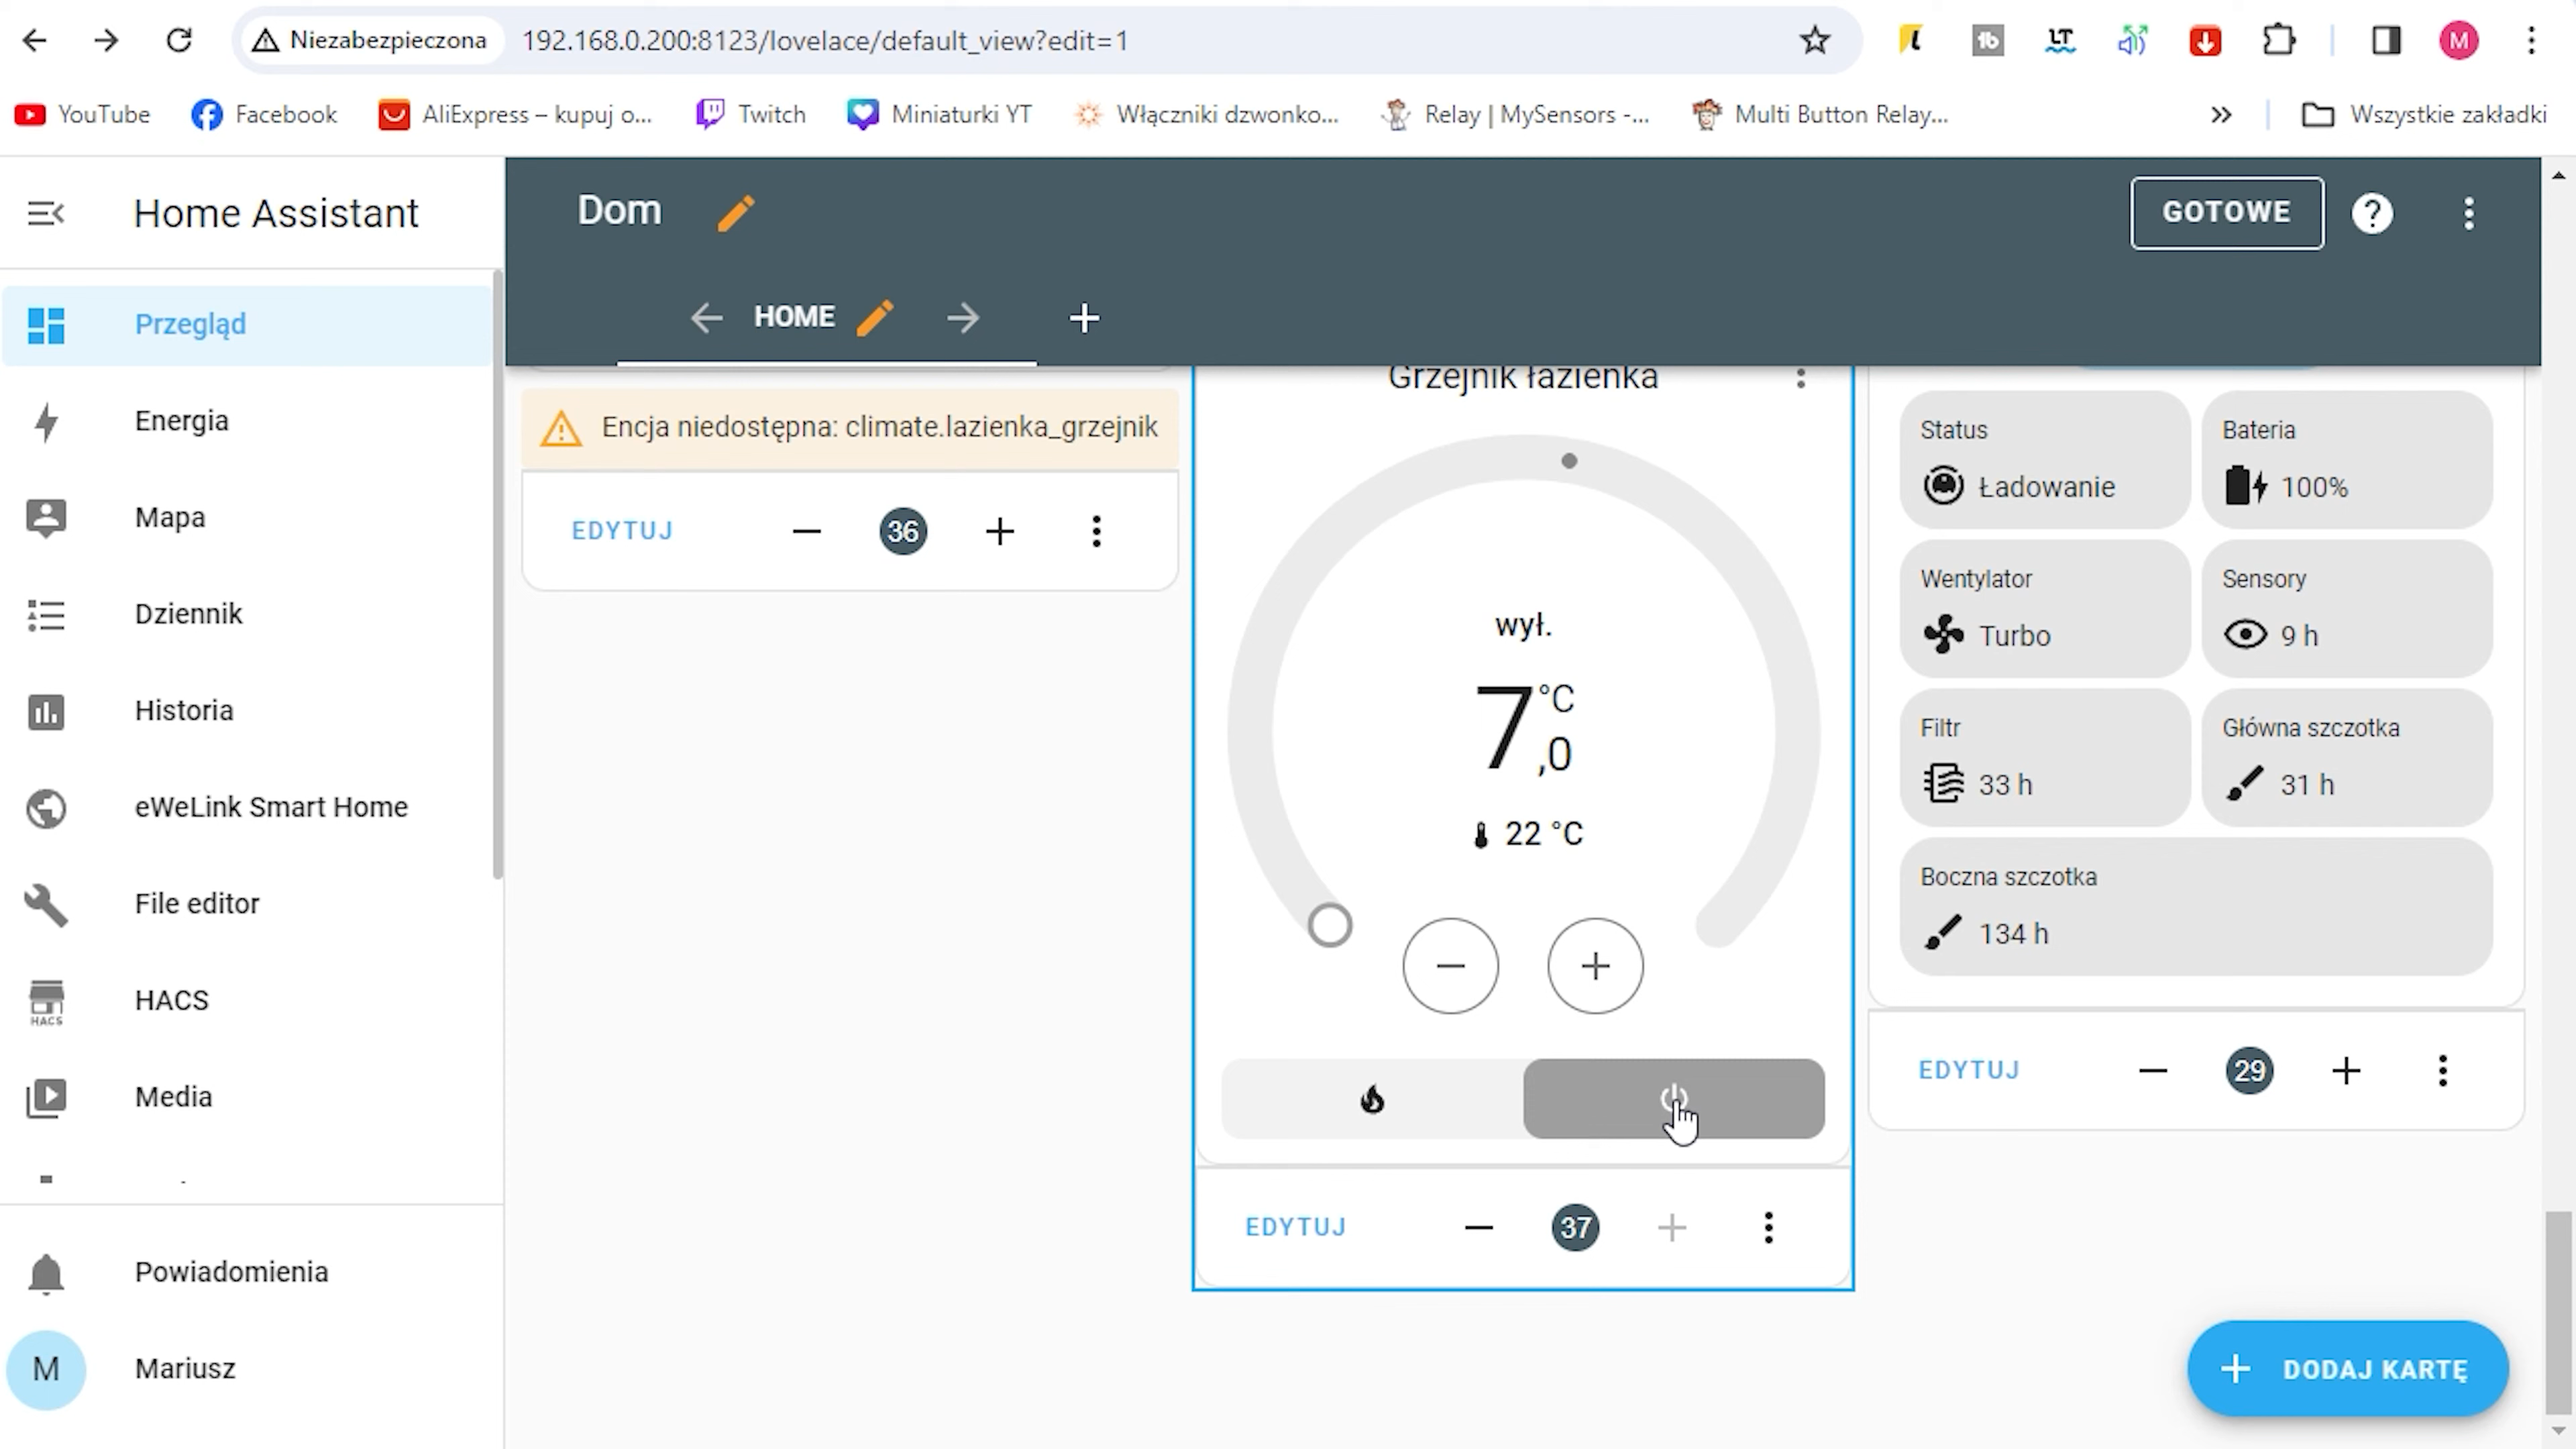 Niezabezpieczona
192.168.0.200:8123/lovelace/default_view?edit=1
M
YouTube
Facebook
AliExpress – kupuj o...
Twitch
Miniaturki YT
Włączniki dzwonko...
Relay | MySensors -...
Multi Button Relay...
Wszystkie zakładki
Home Assistant
Przegląd
Energia
Mapa
Dziennik
Historia
eWeLink Smart Home
File editor
HACS
HACS
Media
Powiadomienia
M
Mariusz
Dom
GOTOWE
HOME
Encja niedostępna: climate.lazienka_grzejnik
EDYTUJ
36
Grzejnik łazienka
wył.
7,0 °C
22 °C
EDYTUJ
37
Status
Ładowanie
Bateria
100%
Wentylator
Turbo
Sensory
9 h
Filtr
33 h
Główna szczotka
31 h
Boczna szczotka
134 h
EDYTUJ
29
DODAJ KARTĘ